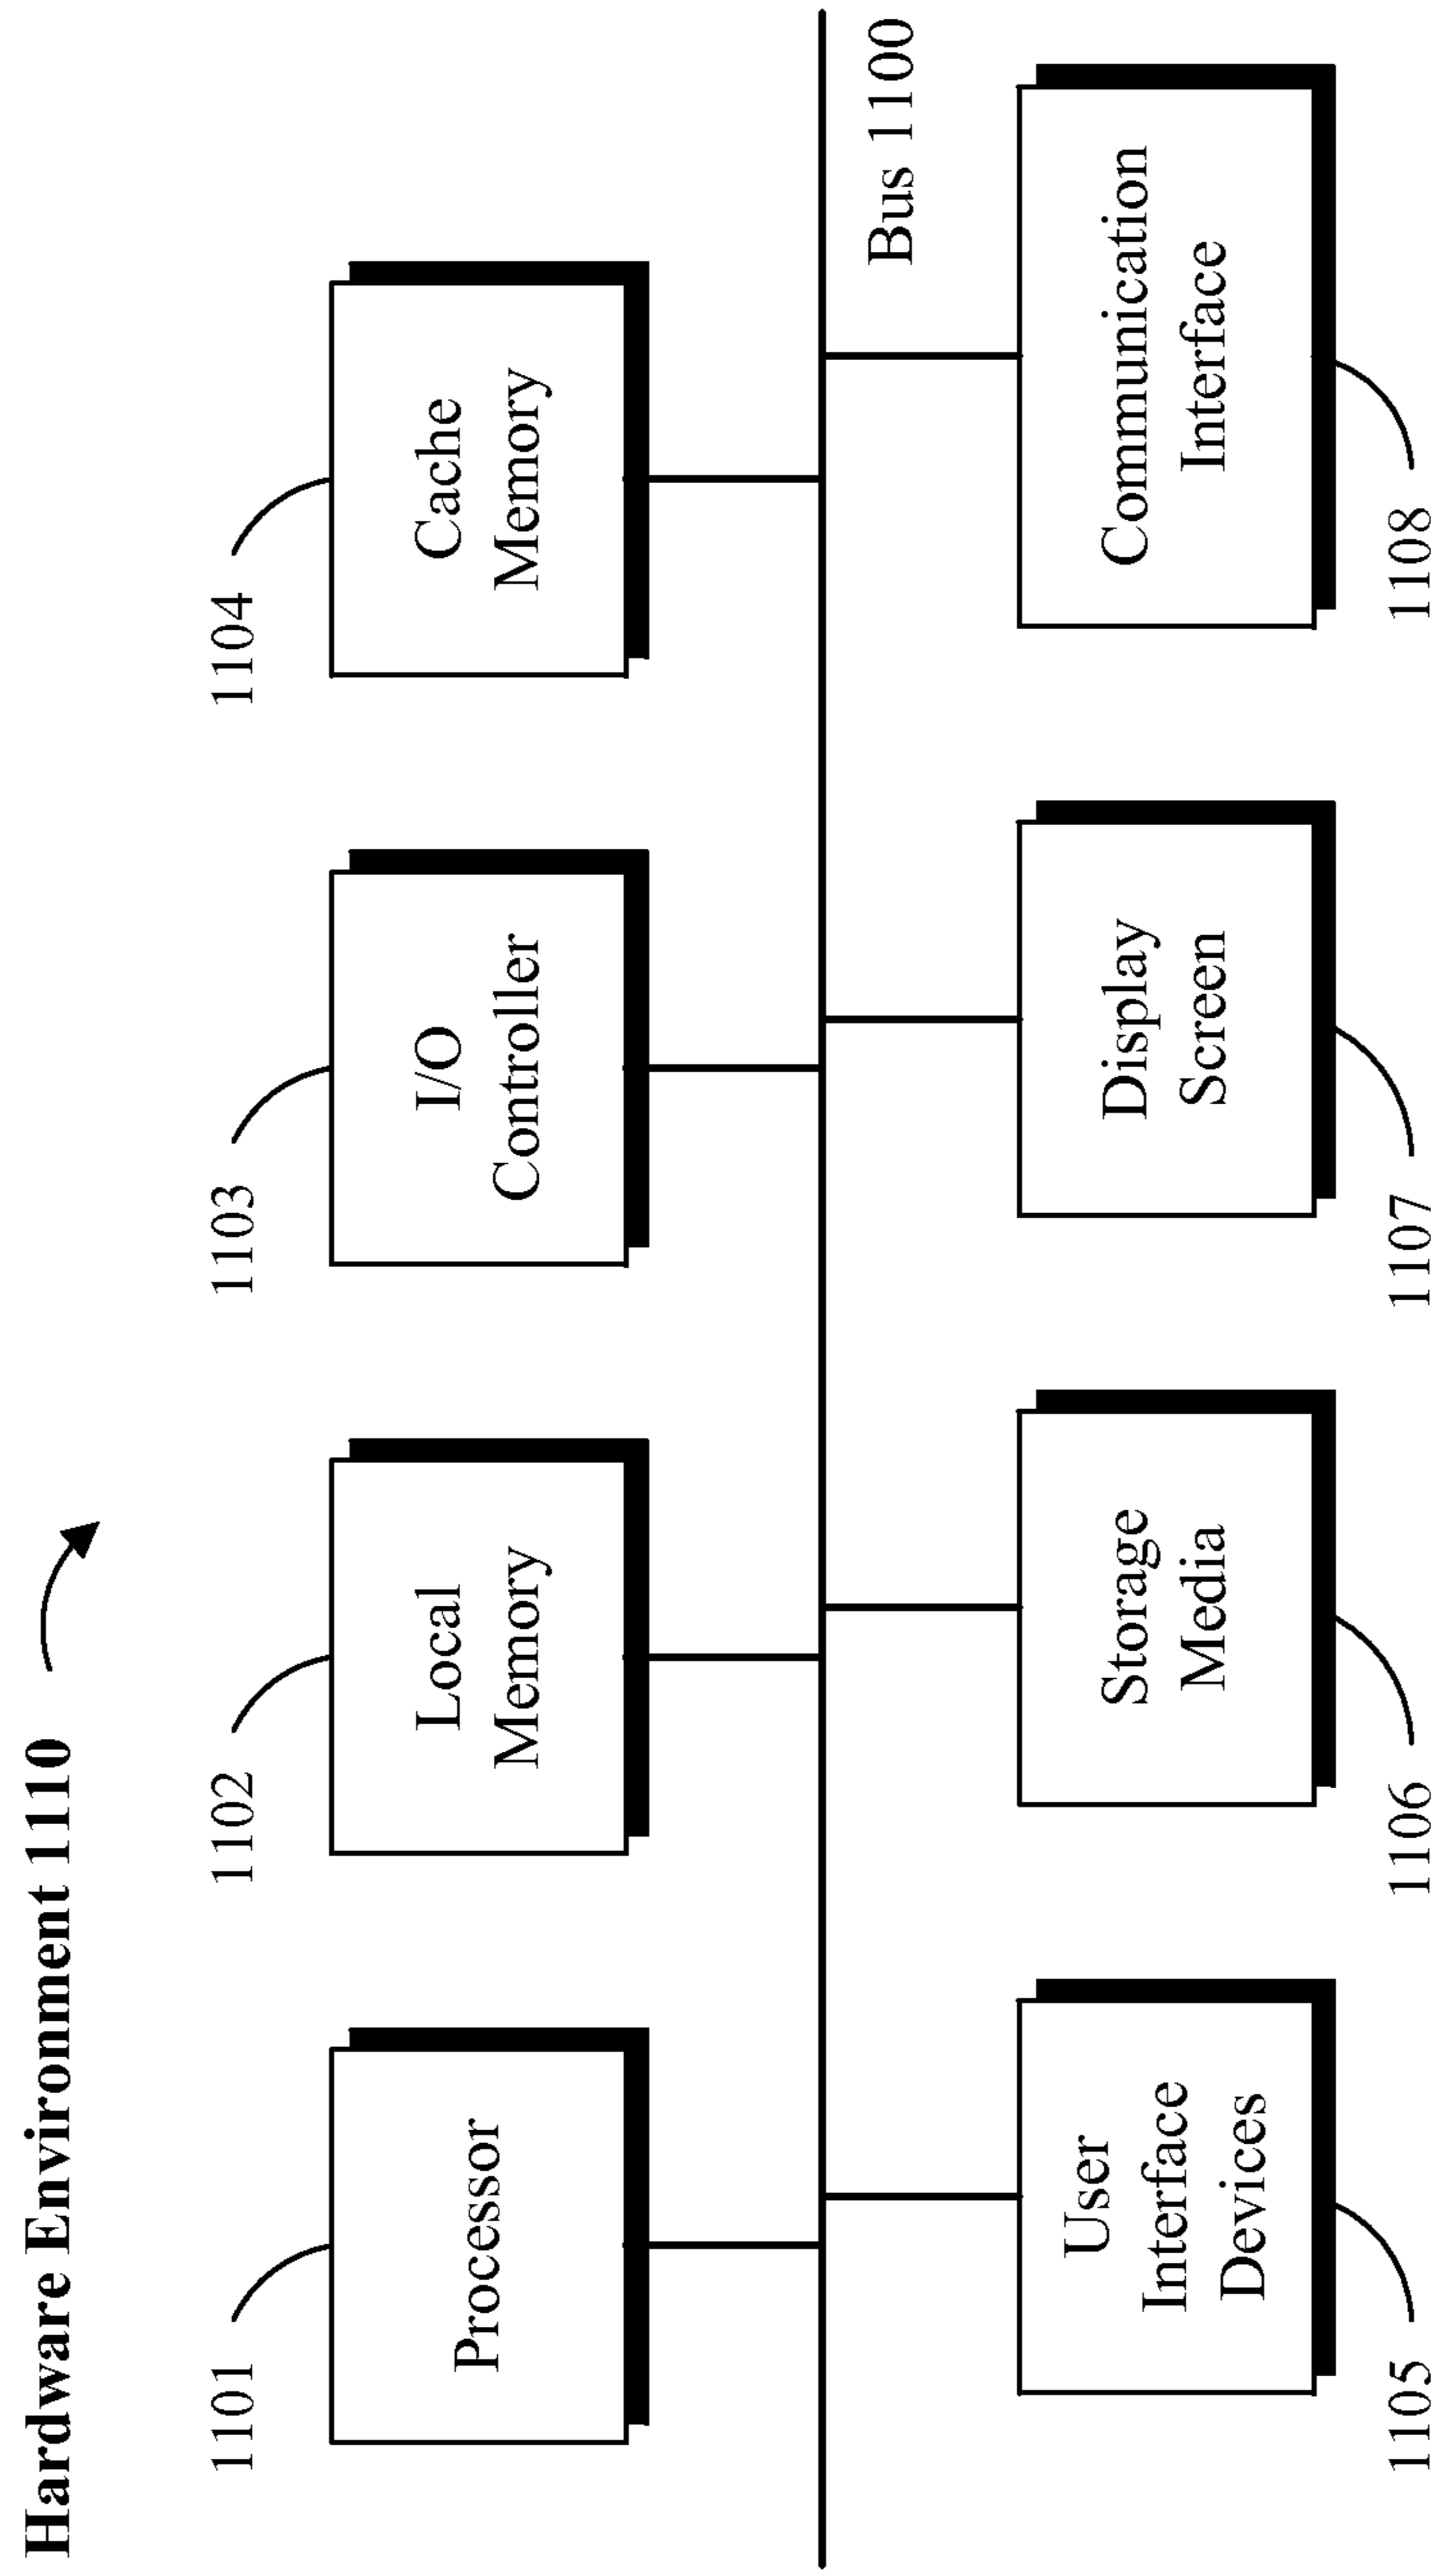 Hardware Environment 1110
1101
1102
1103
1104
Processor
Local
Memory
I/O
Controller
Cache
Memory
Bus 1100
User
Interface
Devices
Storage
Media
Display
Screen
Communication
Interface
1105
1106
1107
1108